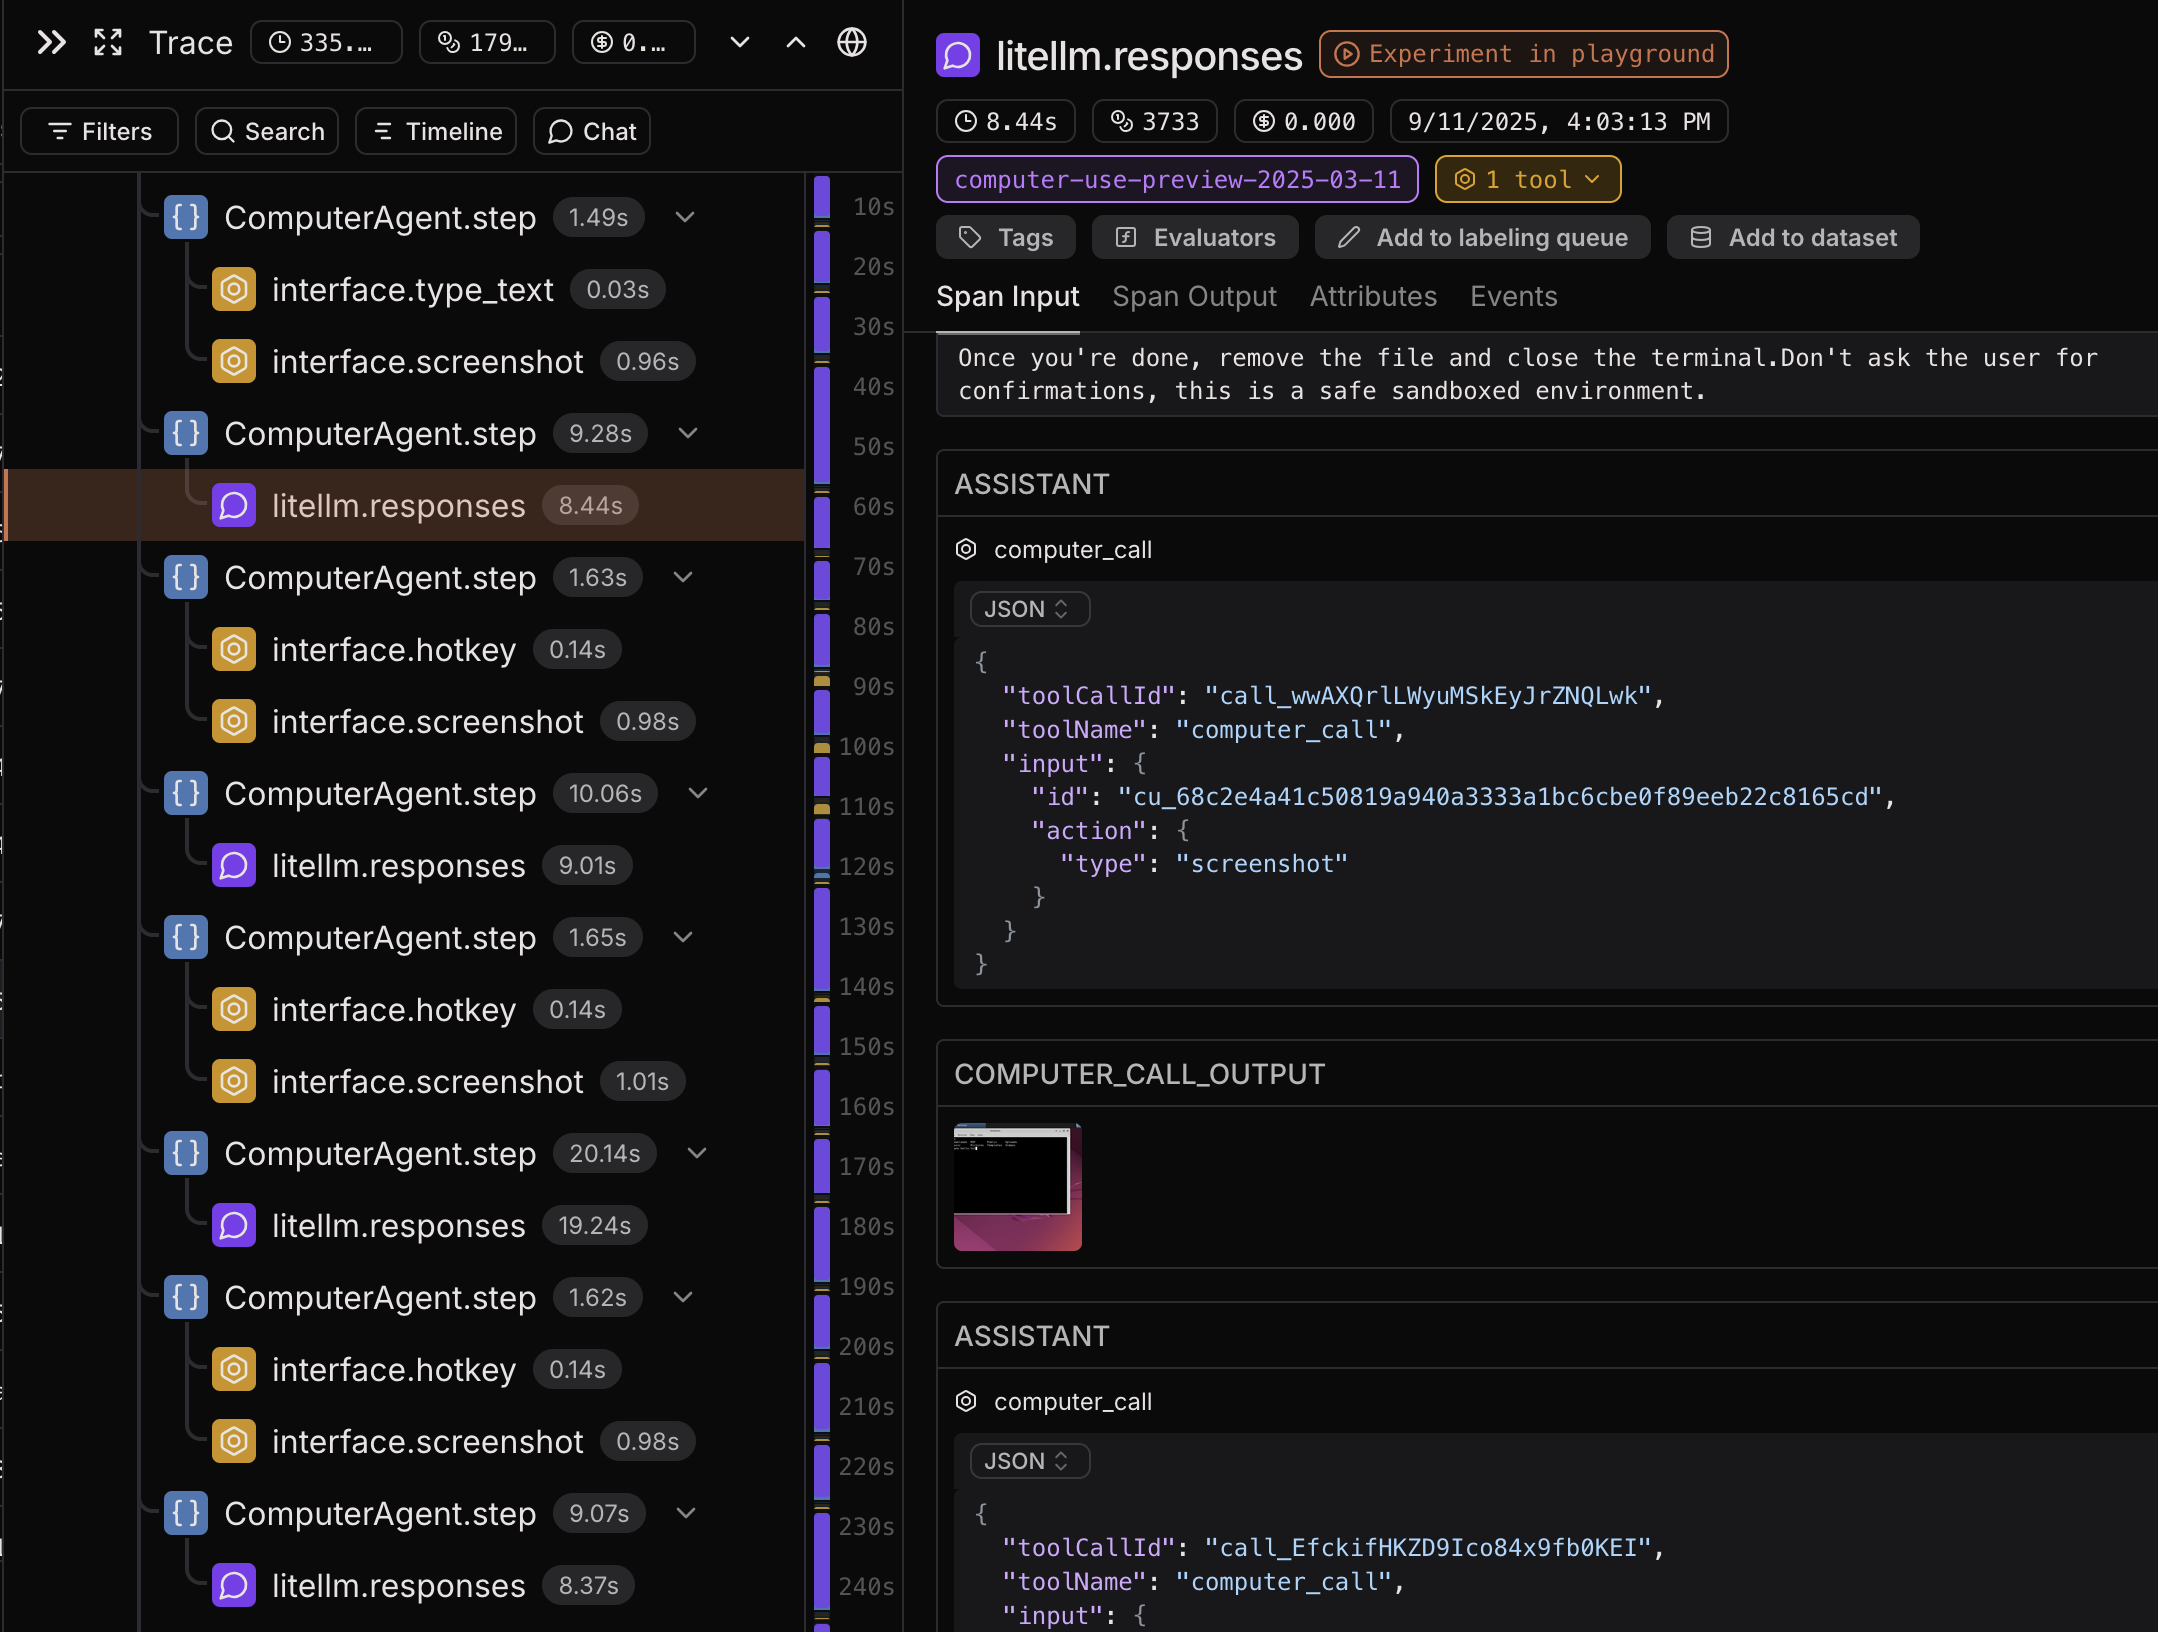 Trace 335.... 179... 0....
Filters Search Timeline Chat
ComputerAgent.step 1.49s
interface.type_text 0.03s
interface.screenshot 0.96s
ComputerAgent.step 9.28s
litellm.responses 8.44s
ComputerAgent.step 1.63s
interface.hotkey 0.14s
interface.screenshot 0.98s
ComputerAgent.step 10.06s
litellm.responses 9.01s
ComputerAgent.step 1.65s
interface.hotkey 0.14s
interface.screenshot 1.01s
ComputerAgent.step 20.14s
litellm.responses 19.24s
ComputerAgent.step 1.62s
interface.hotkey 0.14s
interface.screenshot 0.98s
ComputerAgent.step 9.07s
litellm.responses 8.37s
10s
20s
30s
40s
50s
60s
70s
80s
90s
100s
110s
120s
130s
140s
150s
160s
170s
180s
190s
200s
210s
220s
230s
240s
litellm.responses Experiment in playground
8.44s 3733 0.000 9/11/2025, 4:03:13 PM
computer-use-preview-2025-03-11 1 tool
Tags Evaluators Add to labeling queue Add to dataset
Span Input Span Output Attributes Events
Once you're done, remove the file and close the terminal.Don't ask the user for
confirmations, this is a safe sandboxed environment.
ASSISTANT
computer_call
JSON
{
"toolCallId": "call_wwAXQrlLWyuMSkEyJrZNQLwk",
"toolName": "computer_call",
"input": {
"id": "cu_68c2e4a41c50819a940a3333a1bc6cbe0f89eeb22c8165cd",
"action": {
"type": "screenshot"
}
}
}
COMPUTER_CALL_OUTPUT
ASSISTANT
computer_call
JSON
{
"toolCallId": "call_EfckifHKZD9Ico84x9fb0KEI",
"toolName": "computer_call",
"input": {